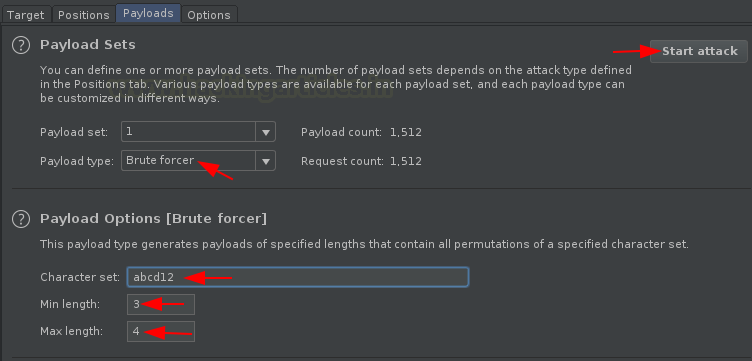 Target Positions Payloads Options
? Payload Sets
Start attack
You can define one or more payload sets. The number of payload sets depends on the attack type defined
in the Positions tab. Various payload types are available for each payload set, and each payload type can
be customized in different ways.
Payload set: 1 Payload count: 1,512
Payload type: Brute forcer Request count: 1,512
? Payload Options [Brute forcer]
This payload type generates payloads of specified lengths that contain all permutations of a specified character set.
Character set: abcd12
Min length: 3
Max length: 4